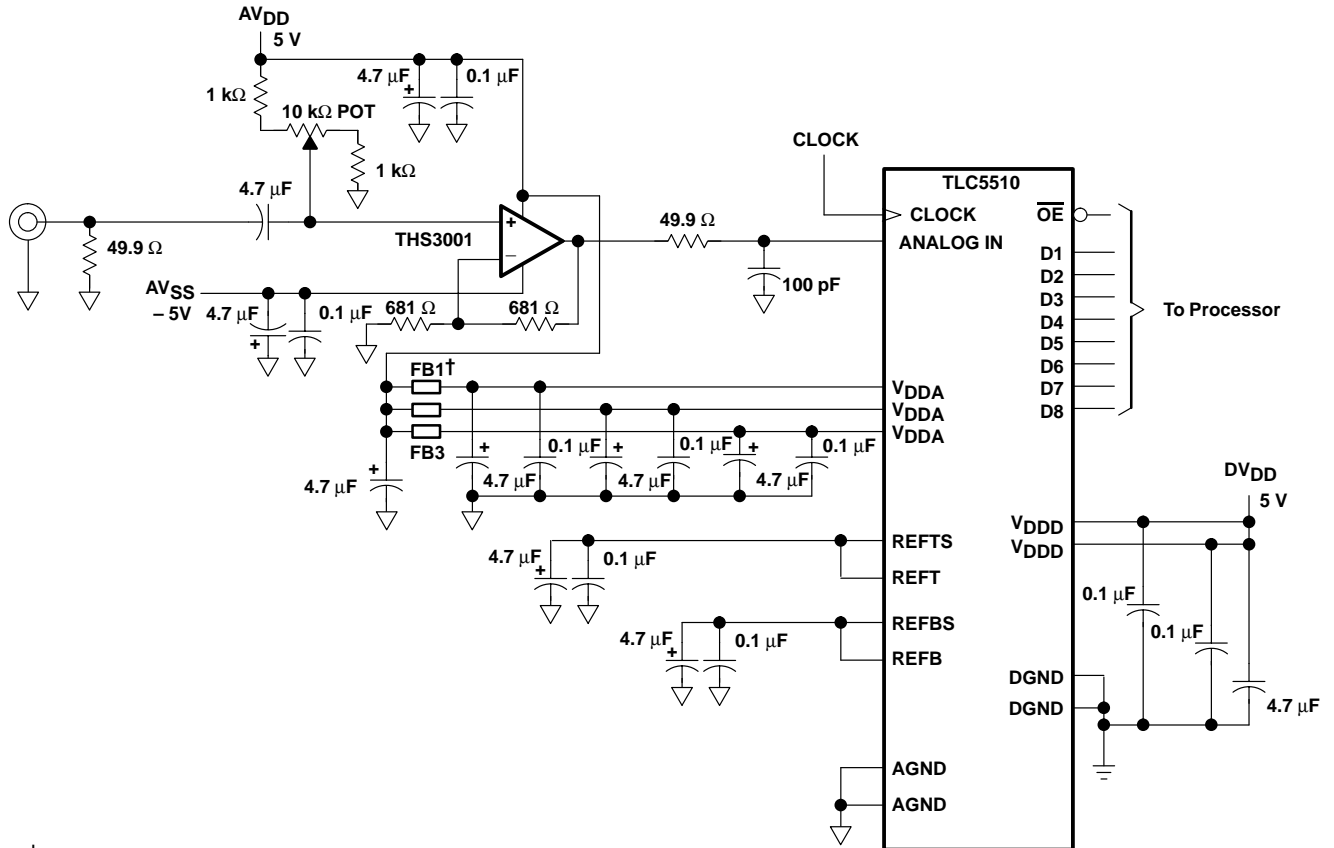 AVDD
5 V
4.7 μF
0.1 μF
1 kΩ
10 kΩ POT
1 kΩ
CLOCK
4.7 μF
TLC5510
CLOCK
OE
+
THS3001
49.9 Ω
ANALOG IN
49.9 Ω
–
D1
D2
D3
D4
D5
D6
D7
D8
To Processor
100 pF
AVSS
– 5V
4.7 μF
+
0.1 μF
681 Ω
681 Ω
FB1†
VDDA
VDDA
VDDA
FB3
+
4.7 μF
+
4.7 μF
0.1 μF
+
4.7 μF
0.1 μF
+
4.7 μF
0.1 μF
DVDD
5 V
VDDD
VDDD
REFTS
REFT
4.7 μF
+
0.1 μF
0.1 μF
0.1 μF
4.7 μF
REFBS
REFB
4.7 μF
+
0.1 μF
DGND
DGND
AGND
AGND